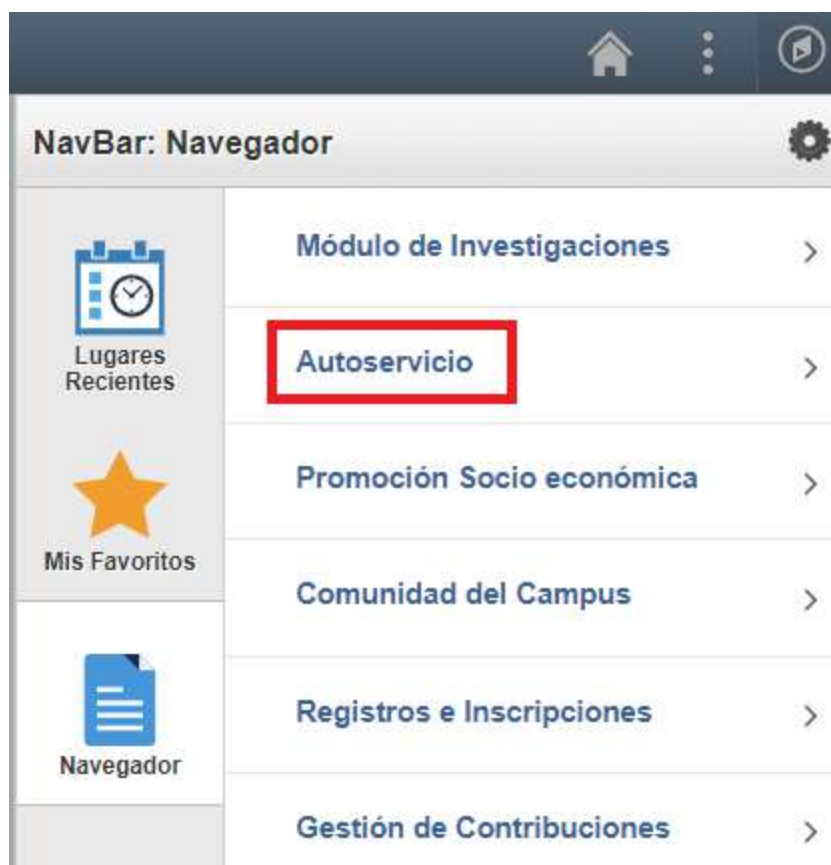 NavBar: Navegador
Lugares
Recientes
Mis Favoritos
Navegador
Módulo de Investigaciones
Autoservicio
Promoción Socio económica
Comunidad del Campus
Registros e Inscripciones
Gestión de Contribuciones